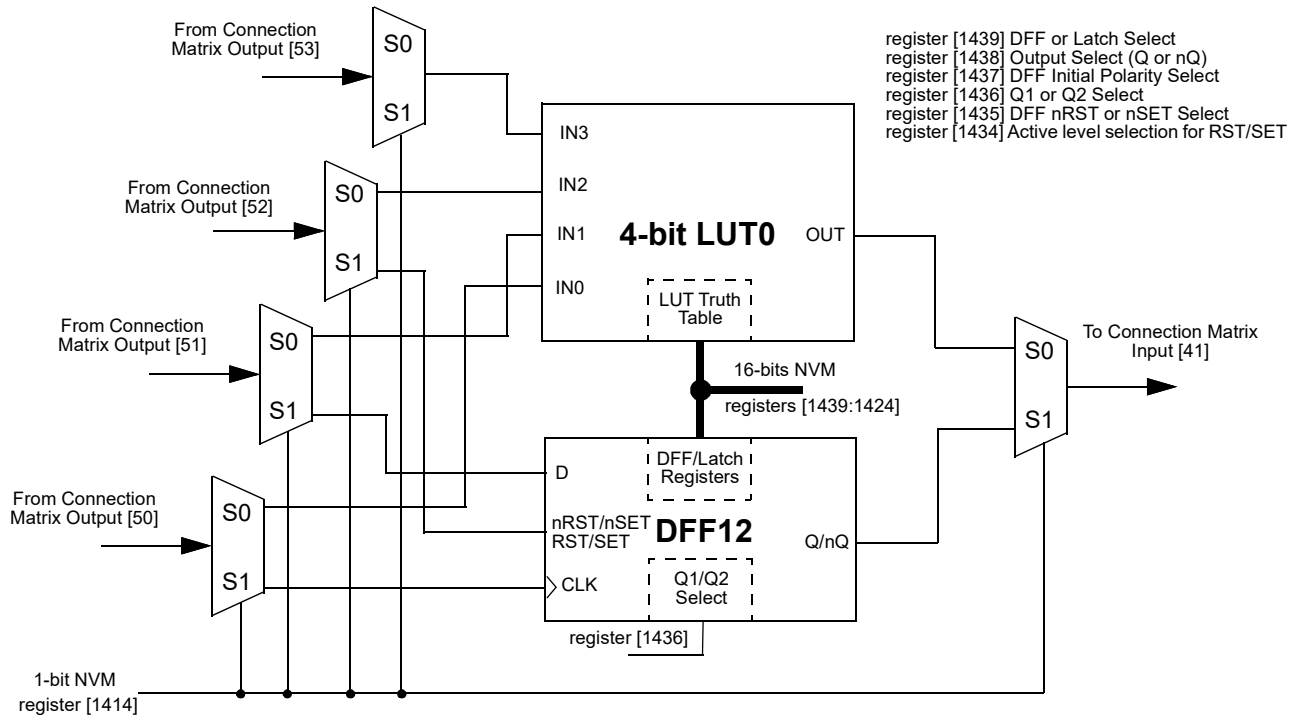 From Connection
Matrix Output [53]
S0
S1
register [1439] DFF or Latch Select
register [1438] Output Select (Q or nQ)
register [1437] DFF Initial Polarity Select
register [1436] Q1 or Q2 Select
register [1435] DFF nRST or nSET Select
register [1434] Active level selection for RST/SET
From Connection
Matrix Output [52]
S0
S1
IN3
IN2
IN1
IN0
4-bit LUT0
OUT
LUT Truth
Table
From Connection
Matrix Output [51]
S0
S1
16-bits NVM
registers [1439:1424]
S0
S1
To Connection Matrix
Input [41]
From Connection
Matrix Output [50]
S0
S1
D
nRST/nSET
RST/SET
CLK
DFF/Latch
Registers
DFF12
Q/nQ
Q1/Q2
Select
register [1436]
1-bit NVM
register [1414]